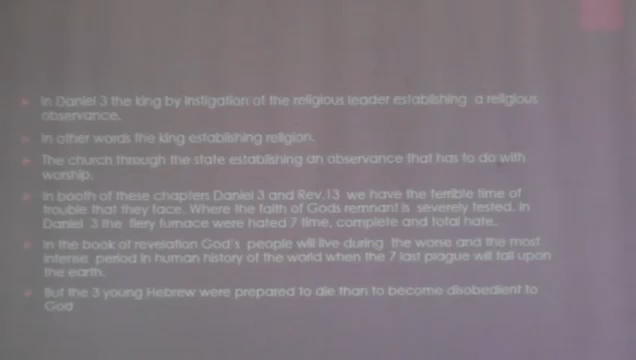 In Daniel 3 the king by instigation of the religious leader establishing a religious
observance.
In other words the king establishing religion.
The church through the state establishing an observance that has to do with
worship.
In booth of these chapters Daniel 3 and Rev.13 we have the terrible time of
trouble that they face. Where the faith of Gods remnant is severely tested. In
Daniel 3 the fiery furnace were hated 7 time, complete and total hate.
In the book of revelation God's people will live during the worse and the most
intense period in human history of the world when the 7 last plague will fall upon
the earth.
But the 3 young Hebrew were prepared to die than to become disobedient to
God